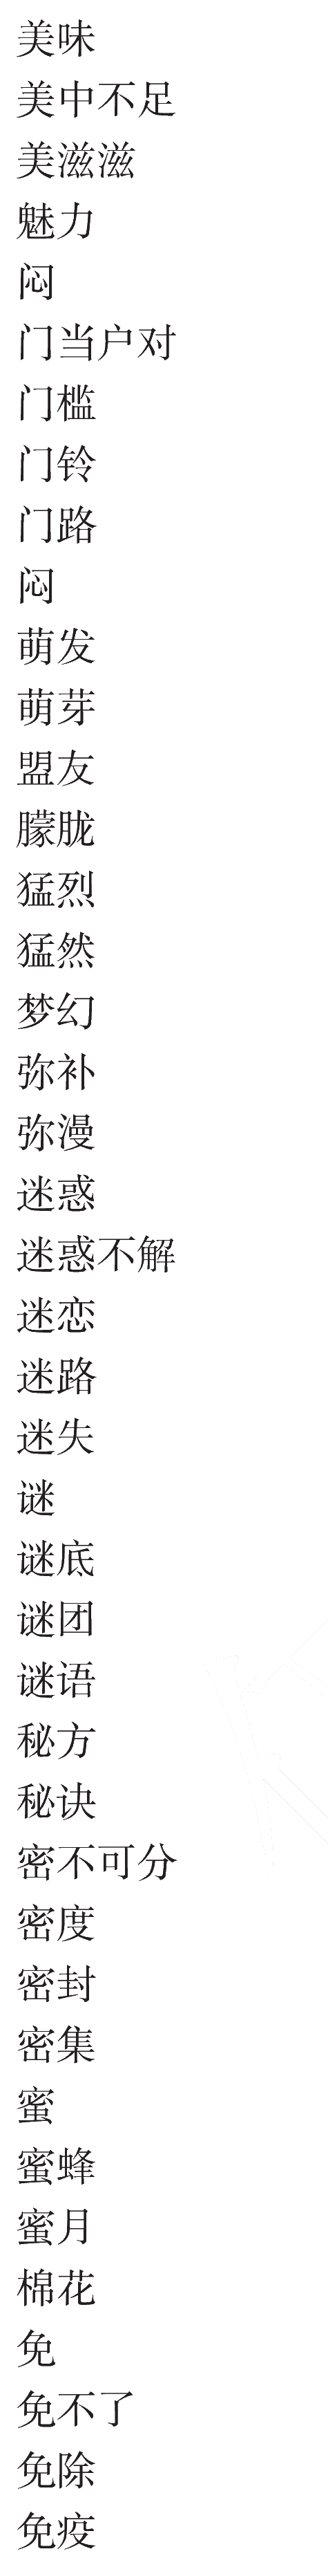 美味
美中不足
美滋滋
魅力
闷
门当户对
门槛
门铃
门路
闷
萌发
萌芽
盟友
朦胧
猛烈
猛然
梦幻
弥补
弥漫
迷惑
迷惑不解
迷恋
迷路
迷失
谜
谜底
谜团
谜语
秘方
秘诀
密不可分
密度
密封
密集
蜜
蜜蜂
蜜月
棉花
免
免不了
免除
免疫